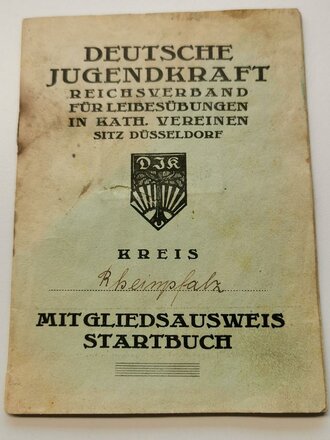 DEUTSCHE
JUGENDKRAFT
REICHSVERBAND
FÜR LEIBESÜBUNGEN
IN KATH. VEREINEN
SITZ DÜSSELDORF
DJK
KREIS
Rheinpfalz
MITGLIEDSAUSWEIS
STARTBUCH